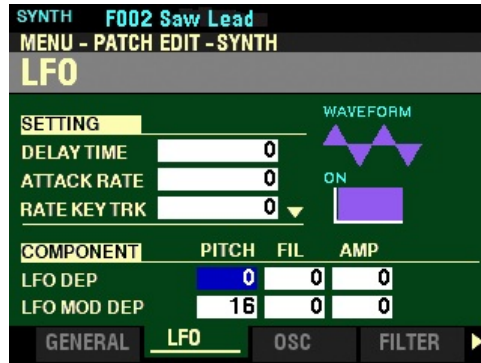 SYNTH F002 Saw Lead
MENU - PATCH EDIT - SYNTH
LFO
SETTING
WAVEFORM
DELAY TIME 0
ATTACK RATE 0
ON
RATE KEY TRK 0
COMPONENT PITCH FIL AMP
LFO DEP 0 0 0
LFO MOD DEP 16 0 0
GENERAL LFO OSC FILTER